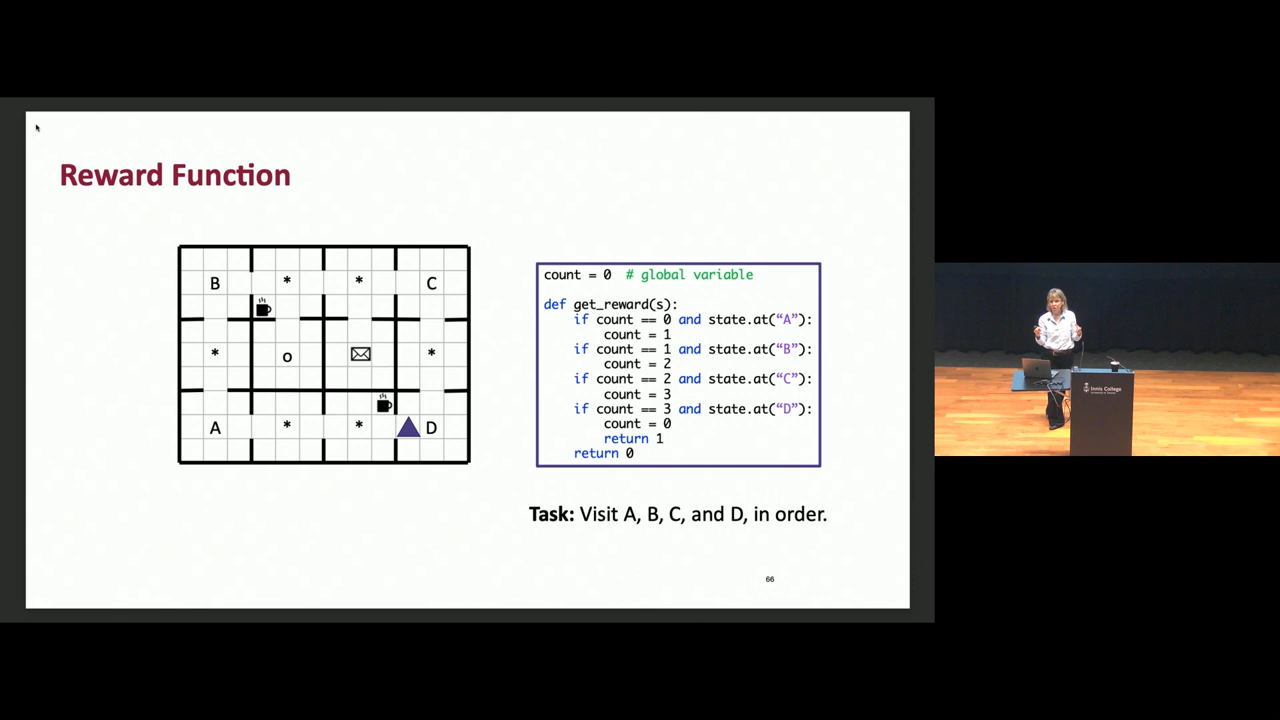 Reward Function
B * * C
* o *
A * * D
count = 0 # global variable
def get_reward(s):
if count == 0 and state.at(“A”):
count = 1
if count == 1 and state.at(“B”):
count = 2
if count == 2 and state.at(“C”):
count = 3
if count == 3 and state.at(“D”):
count = 0
return 1
return 0
Task: Visit A, B, C, and D, in order.
66
Innis College